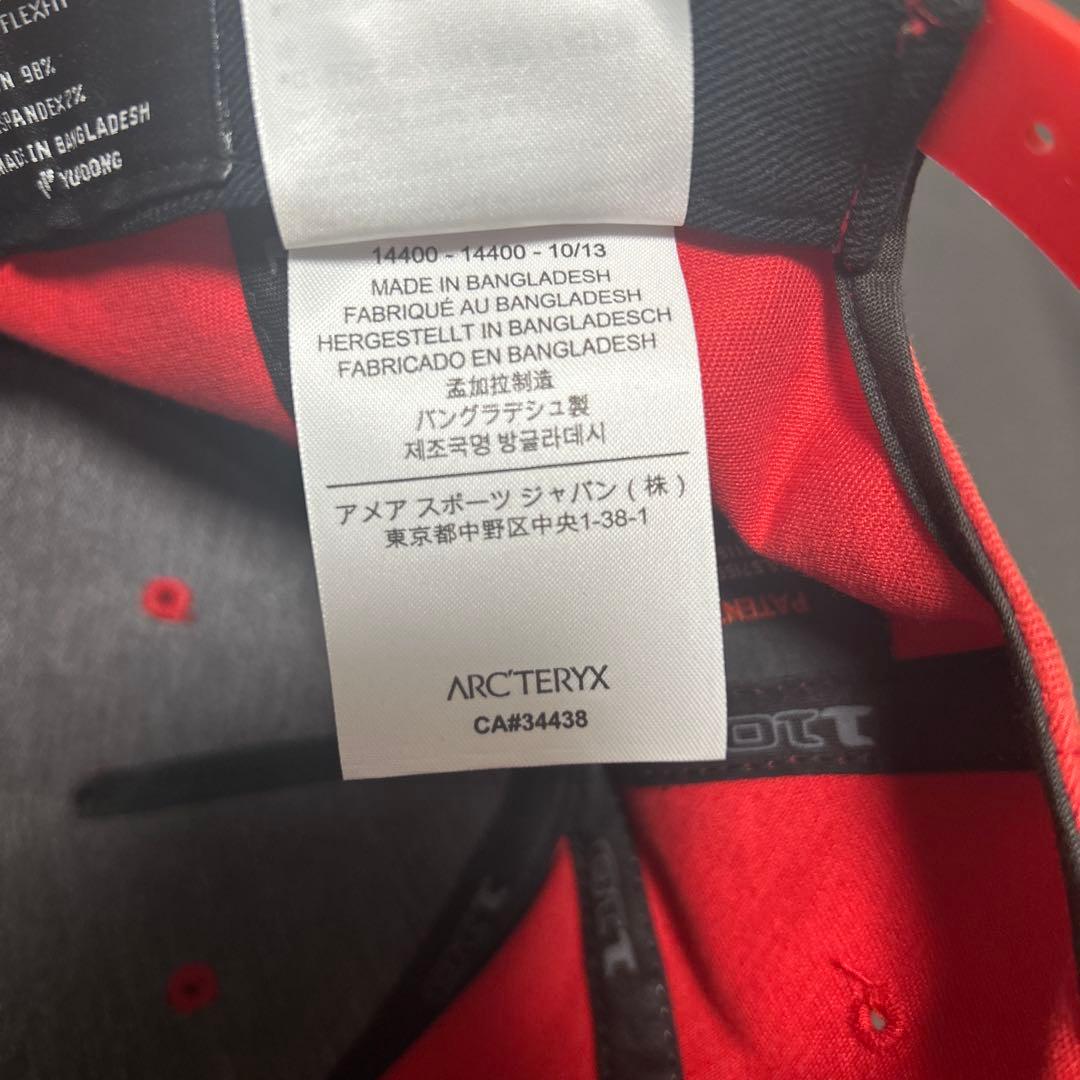 FLEXFIT
N 98%
SPANDEX2%
MADE IN BANGLADESH
YUPOONG
14400 - 14400 - 10/13
MADE IN BANGLADESH
FABRIQUÉ AU BANGLADESH
HERGESTELLT IN BANGLADESCH
FABRICADO EN BANGLADESH
孟加拉制造
バングラデシュ製
제조국명 방글라데시
アメア スポーツ ジャパン ( 株 )
東京都中野区中央1-38-1
ARC'TERYX
CA#34438
PATEN